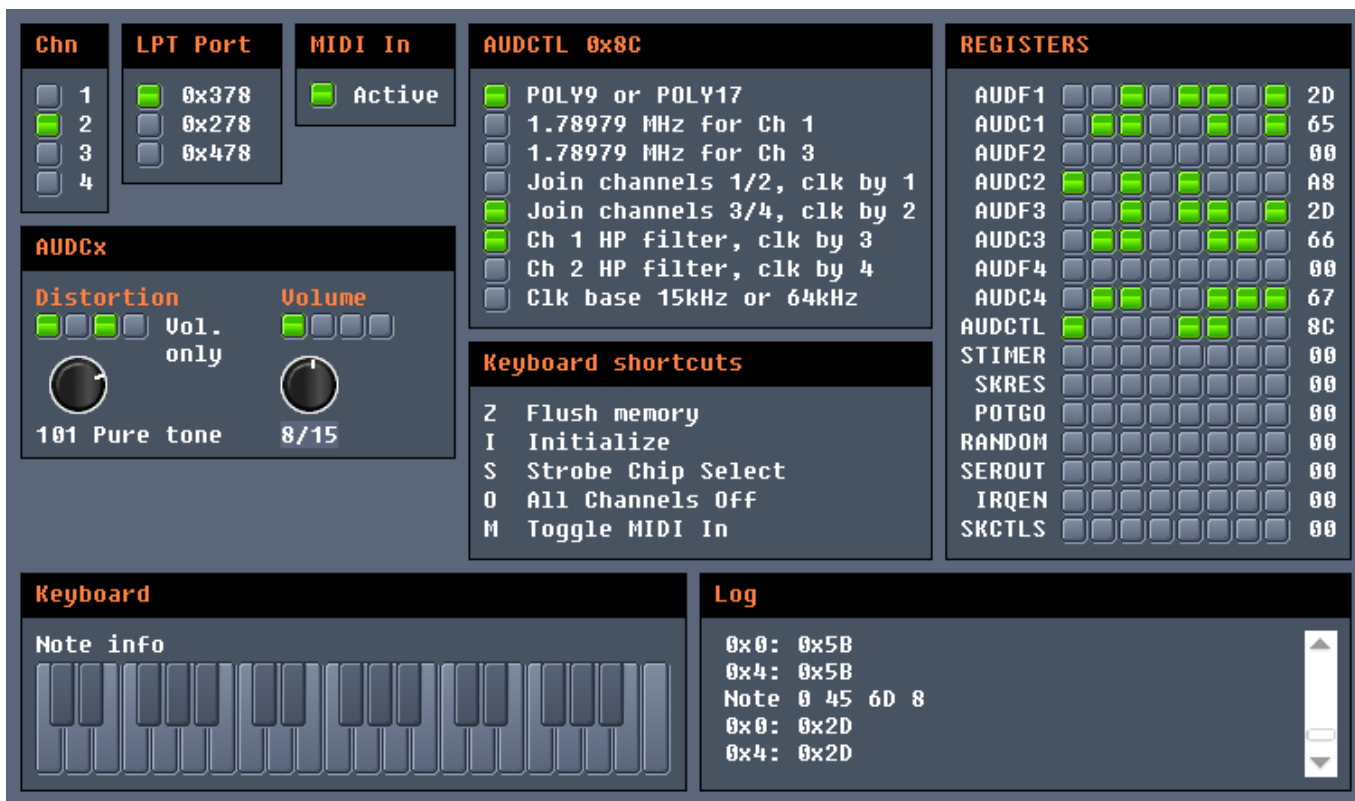 Chn
1
2
3
4
LPT Port
0x378
0x278
0x478
MIDI In
Active
AUDCTL 0x8C
POLY9 or POLY17
1.78979 MHz for Ch 1
1.78979 MHz for Ch 3
Join channels 1/2, clk by 1
Join channels 3/4, clk by 2
Ch 1 HP filter, clk by 3
Ch 2 HP filter, clk by 4
Clk base 15kHz or 64kHz
REGISTERS
AUDF1 2D
AUDC1 65
AUDF2 00
AUDC2 A8
AUDF3 2D
AUDC3 66
AUDF4 00
AUDC4 67
AUDCTL 8C
STIMER 00
SKRES 00
POTGO 00
RANDOM 00
SEROUT 00
IRQEN 00
SKCTLS 00
AUDCx
Distortion Volume
Vol.
only
101 Pure tone 8/15
Keyboard shortcuts
Z Flush memory
I Initialize
S Strobe Chip Select
O All Channels Off
M Toggle MIDI In
Keyboard
Note info
Log
0x0: 0x5B
0x4: 0x5B
Note 0 45 6D 8
0x0: 0x2D
0x4: 0x2D